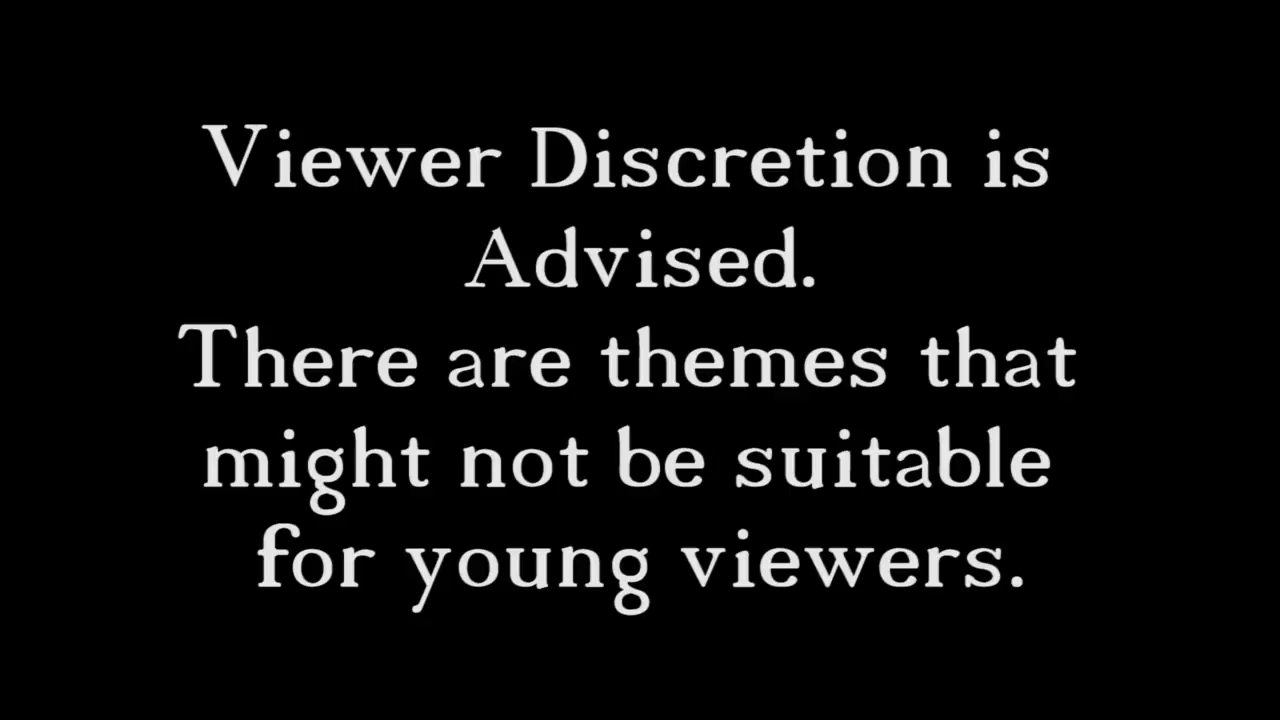 Viewer Discretion is
Advised.
There are themes that
might not be suitable
for young viewers.